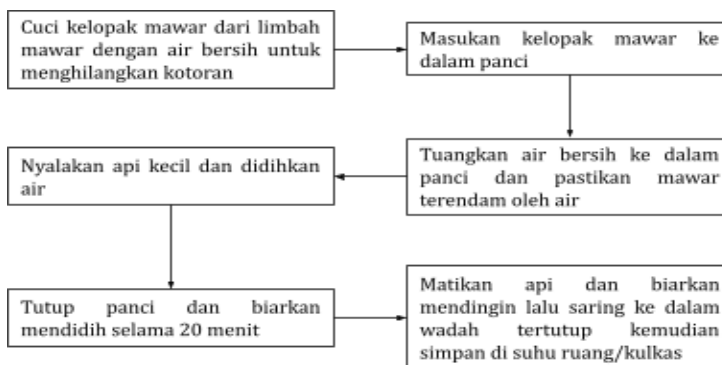 Cuci kelopak mawar dari limbah
mawar dengan air bersih untuk
menghilangkan kotoran
Masukan kelopak mawar ke
dalam panci
Tuangkan air bersih ke dalam
panci dan pastikan mawar
terendam oleh air
Nyalakan api kecil dan didihkan
air
Tutup panci dan biarkan
mendidih selama 20 menit
Matikan api dan biarkan
mendingin lalu saring ke dalam
wadah tertutup kemudian
simpan di suhu ruang/kulkas